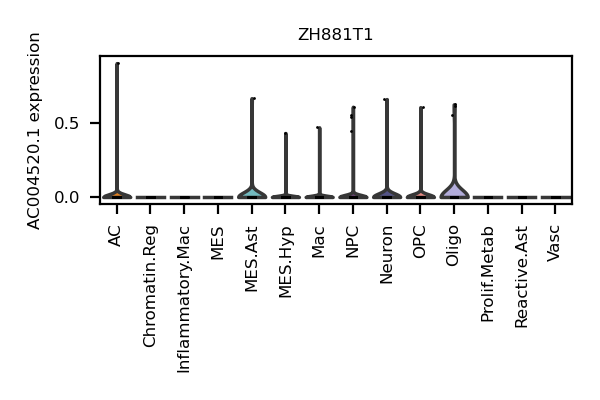 ZH881T1
AC004520.1 expression
0.5
0.0
AC
Chromatin.Reg
Inflammatory.Mac
MES
MES.Ast
MES.Hyp
Mac
NPC
Neuron
OPC
Oligo
Prolif.Metab
Reactive.Ast
Vasc